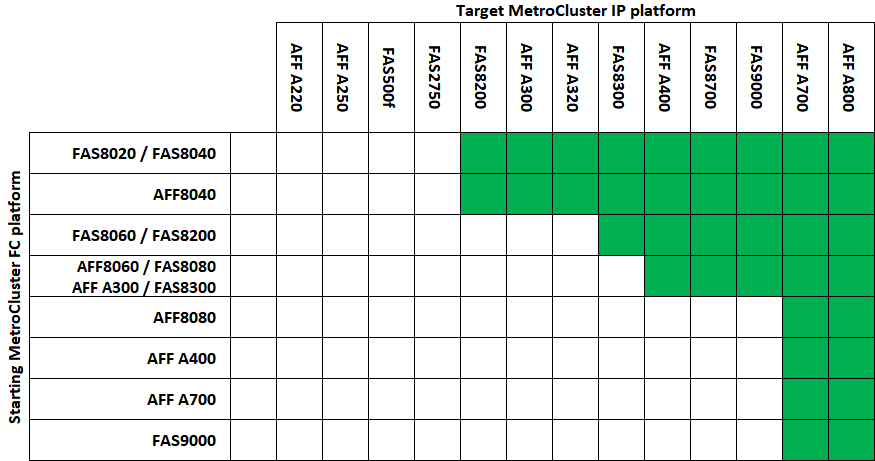 Target MetroCluster IP platform
AFF A220
AFF A250
FAS500f
FAS2750
FAS8200
AFF A300
AFF A320
FAS8300
AFF A400
FAS8700
FAS9000
AFF A700
AFF A800
Starting MetroCluster FC platform
FAS8020 / FAS8040
AFF8040
FAS8060 / FAS8200
AFF8060 / FAS8080
AFF A300 / FAS8300
AFF8080
AFF A400
AFF A700
FAS9000